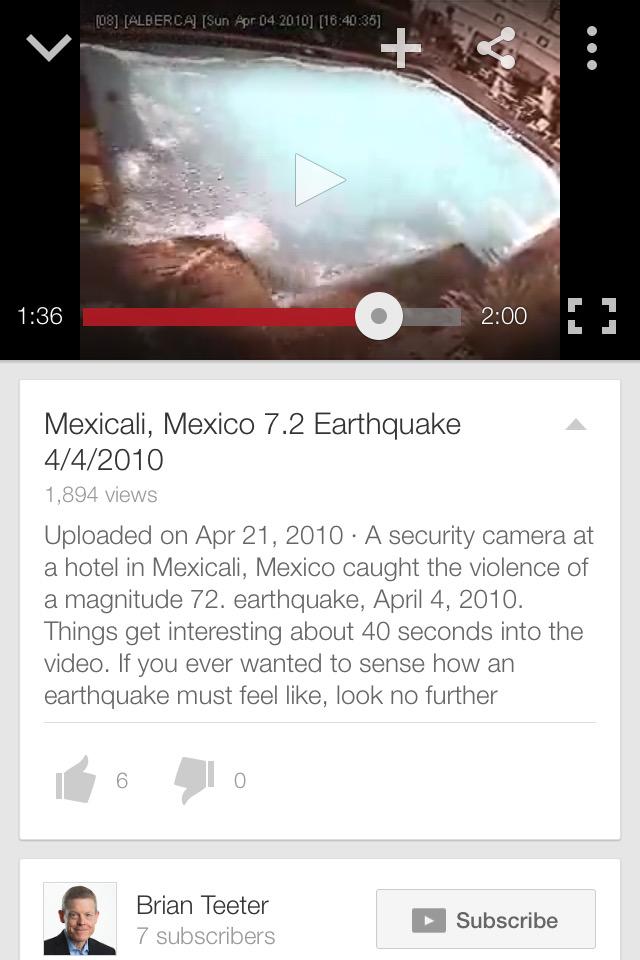 [08] [ALBERCA] [Sun Apr 04 2010] [16:40:35]
1:36
2:00
Mexicali, Mexico 7.2 Earthquake
4/4/2010
1,894 views
Uploaded on Apr 21, 2010 · A security camera at
a hotel in Mexicali, Mexico caught the violence of
a magnitude 72. earthquake, April 4, 2010.
Things get interesting about 40 seconds into the
video. If you ever wanted to sense how an
earthquake must feel like, look no further
6
0
Brian Teeter
7 subscribers
Subscribe